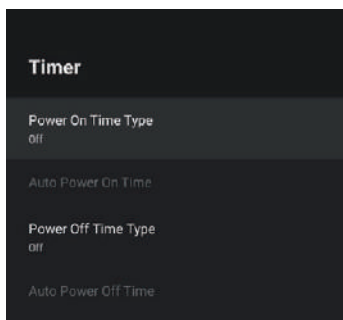 Timer
Power On Time Type
Off
Auto Power On Time
Power Off Time Type
Off
Auto Power Off Time